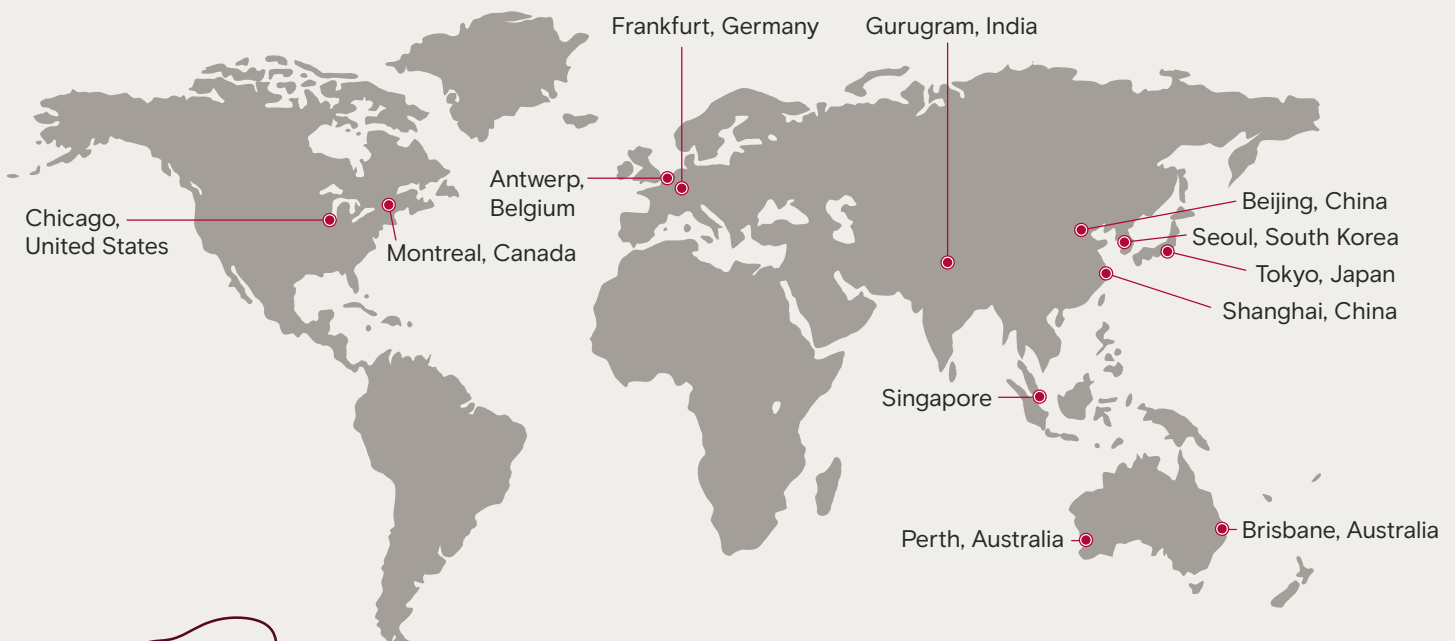 Frankfurt, Germany
Gurugram, India
Antwerp,
Belgium
Chicago,
United States
Montreal, Canada
Beijing, China
Seoul, South Korea
Tokyo, Japan
Shanghai, China
Singapore
Perth, Australia
Brisbane, Australia